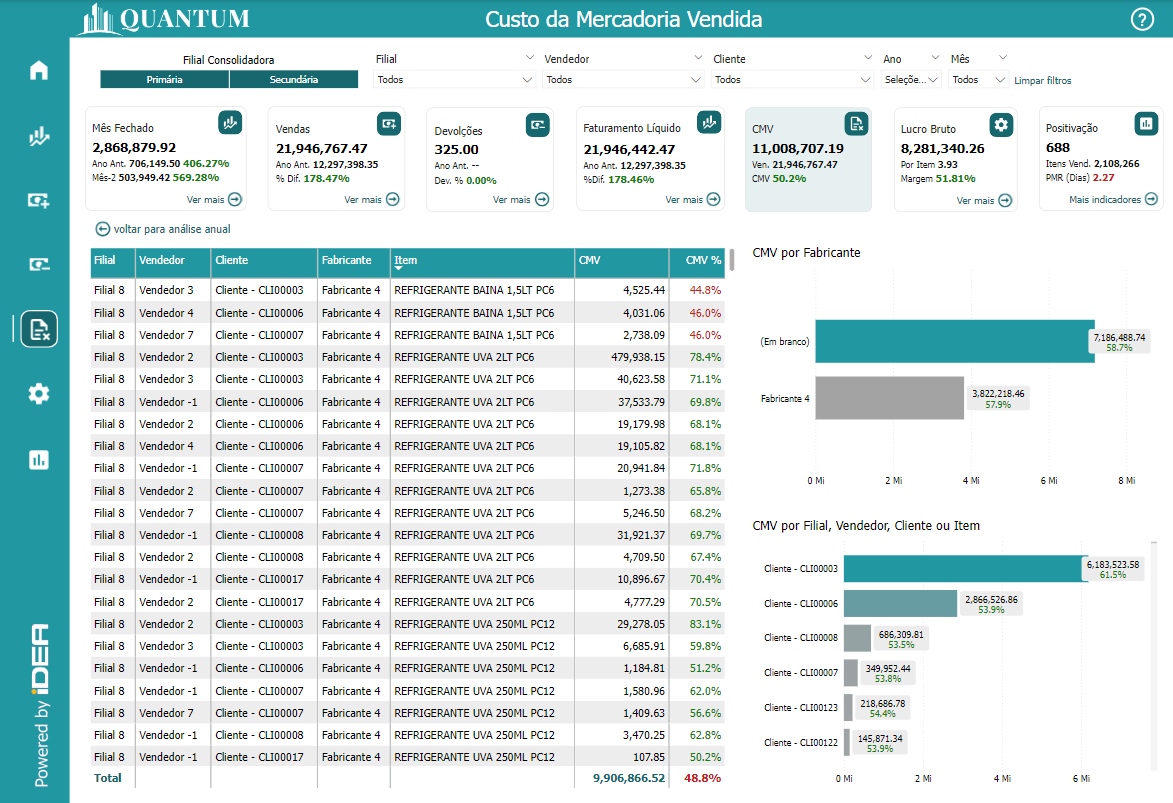 QUANTUM
Custo da Mercadoria Vendida
?
Filial Consolidadora
Primária Secundária
Filial
Todos
Vendedor
Todos
Cliente
Todos
Ano
Seleçõe...
Mês
Todos
Limpar filtros
Mês Fechado
2,868,879.92
Ano Ant. 706,149.50 406.27%
Mês-2 503,949.42 569.28%
Ver mais
Vendas
21,946,767.47
Ano Ant. 12,297,398.35
% Dif. 178.47%
Ver mais
Devolções
325.00
Ano Ant. --
Dev. % 0.00%
Ver mais
Faturamento Líquido
21,946,442.47
Ano Ant. 12,297,398.35
%Dif. 178.46%
Ver mais
CMV
11,008,707.19
Ven. 21,946,767.47
CMV 50.2%
Lucro Bruto
8,281,340.26
Por Item 3.93
Margem 51.81%
Ver mais
Positivação
688
Itens Vend. 2,108,266
PMR (Dias) 2.27
Mais indicadores
voltar para análise anual
Filial Vendedor Cliente Fabricante Item CMV CMV %
Filial 8 Vendedor 3 Cliente - CLI00003 Fabricante 4 REFRIGERANTE BAINA 1,5LT PC6 4,525.44 44.8%
Filial 8 Vendedor 4 Cliente - CLI00006 Fabricante 4 REFRIGERANTE BAINA 1,5LT PC6 4,031.06 46.0%
Filial 8 Vendedor 7 Cliente - CLI00007 Fabricante 4 REFRIGERANTE BAINA 1,5LT PC6 2,738.09 46.0%
Filial 8 Vendedor 2 Cliente - CLI00003 Fabricante 4 REFRIGERANTE UVA 2LT PC6 479,938.15 78.4%
Filial 8 Vendedor 3 Cliente - CLI00003 Fabricante 4 REFRIGERANTE UVA 2LT PC6 40,623.58 71.1%
Filial 8 Vendedor -1 Cliente - CLI00006 Fabricante 4 REFRIGERANTE UVA 2LT PC6 37,533.79 69.8%
Filial 8 Vendedor 2 Cliente - CLI00006 Fabricante 4 REFRIGERANTE UVA 2LT PC6 19,179.98 68.1%
Filial 8 Vendedor 4 Cliente - CLI00006 Fabricante 4 REFRIGERANTE UVA 2LT PC6 19,105.82 68.1%
Filial 8 Vendedor -1 Cliente - CLI00007 Fabricante 4 REFRIGERANTE UVA 2LT PC6 20,941.84 71.8%
Filial 8 Vendedor 2 Cliente - CLI00007 Fabricante 4 REFRIGERANTE UVA 2LT PC6 1,273.38 65.8%
Filial 8 Vendedor 7 Cliente - CLI00007 Fabricante 4 REFRIGERANTE UVA 2LT PC6 5,246.50 68.2%
Filial 8 Vendedor -1 Cliente - CLI00008 Fabricante 4 REFRIGERANTE UVA 2LT PC6 31,921.37 69.7%
Filial 8 Vendedor 2 Cliente - CLI00008 Fabricante 4 REFRIGERANTE UVA 2LT PC6 4,709.50 67.4%
Filial 8 Vendedor -1 Cliente - CLI00017 Fabricante 4 REFRIGERANTE UVA 2LT PC6 10,896.67 70.4%
Filial 8 Vendedor 2 Cliente - CLI00017 Fabricante 4 REFRIGERANTE UVA 2LT PC6 4,777.29 70.5%
Filial 8 Vendedor 2 Cliente - CLI00003 Fabricante 4 REFRIGERANTE UVA 250ML PC12 29,278.05 83.1%
Filial 8 Vendedor 3 Cliente - CLI00003 Fabricante 4 REFRIGERANTE UVA 250ML PC12 6,685.91 59.8%
Filial 8 Vendedor -1 Cliente - CLI00006 Fabricante 4 REFRIGERANTE UVA 250ML PC12 1,184.81 51.2%
Filial 8 Vendedor -1 Cliente - CLI00007 Fabricante 4 REFRIGERANTE UVA 250ML PC12 1,580.96 62.0%
Filial 8 Vendedor 7 Cliente - CLI00007 Fabricante 4 REFRIGERANTE UVA 250ML PC12 1,409.63 56.6%
Filial 8 Vendedor -1 Cliente - CLI00008 Fabricante 4 REFRIGERANTE UVA 250ML PC12 3,470.25 62.8%
Filial 8 Vendedor -1 Cliente - CLI00017 Fabricante 4 REFRIGERANTE UVA 250ML PC12 107.85 50.2%
Total 9,906,866.52 48.8%
CMV por Fabricante
(Em branco) 7,186,488.74
58.7%
Fabricante 4 3,822,218.46
57.9%
0 Mi 2 Mi 4 Mi 6 Mi 8 Mi
CMV por Filial, Vendedor, Cliente ou Item
Cliente - CLI00003 6,183,523.58
61.5%
Cliente - CLI00006 2,866,526.86
53.9%
Cliente - CLI00008 686,309.81
53.5%
Cliente - CLI00007 349,952.44
53.8%
Cliente - CLI00123 218,686.78
54.4%
Cliente - CLI00122 145,871.34
53.9%
0 Mi 2 Mi 4 Mi 6 Mi
Powered by iDEA